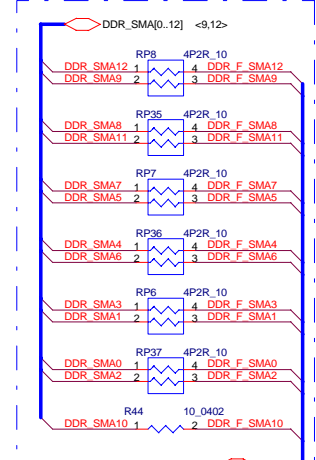 DDR_SMA[0..12] <9,12>
RP8 4P2R_10
DDR_SMA12 1 4 DDR_F_SMA12
DDR_SMA9 2 3 DDR_F_SMA9
RP35 4P2R_10
DDR_SMA8 1 4 DDR_F_SMA8
DDR_SMA11 2 3 DDR_F_SMA11
RP7 4P2R_10
DDR_SMA7 1 4 DDR_F_SMA7
DDR_SMA5 2 3 DDR_F_SMA5
RP36 4P2R_10
DDR_SMA4 1 4 DDR_F_SMA4
DDR_SMA6 2 3 DDR_F_SMA6
RP6 4P2R_10
DDR_SMA3 1 4 DDR_F_SMA3
DDR_SMA1 2 3 DDR_F_SMA1
RP37 4P2R_10
DDR_SMA0 1 4 DDR_F_SMA0
DDR_SMA2 2 3 DDR_F_SMA2
R44 10_0402
DDR_SMA10 1 2 DDR_F_SMA10